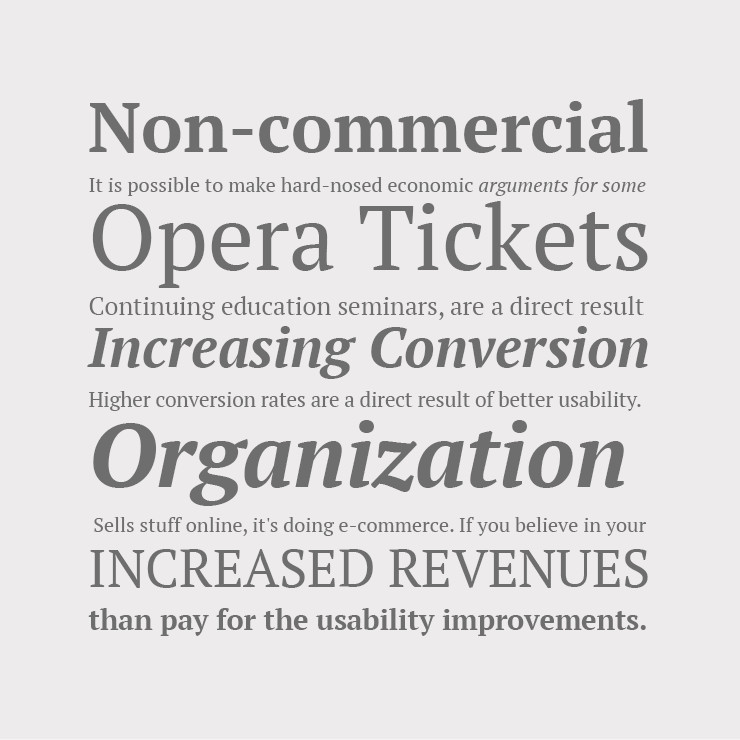 Non-commercial
It is possible to make hard-nosed economic arguments for some
Opera Tickets
Continuing education seminars, are a direct result
Increasing Conversion
Higher conversion rates are a direct result of better usability.
Organization
Sells stuff online, it's doing e-commerce. If you believe in your
INCREASED REVENUES
than pay for the usability improvements.